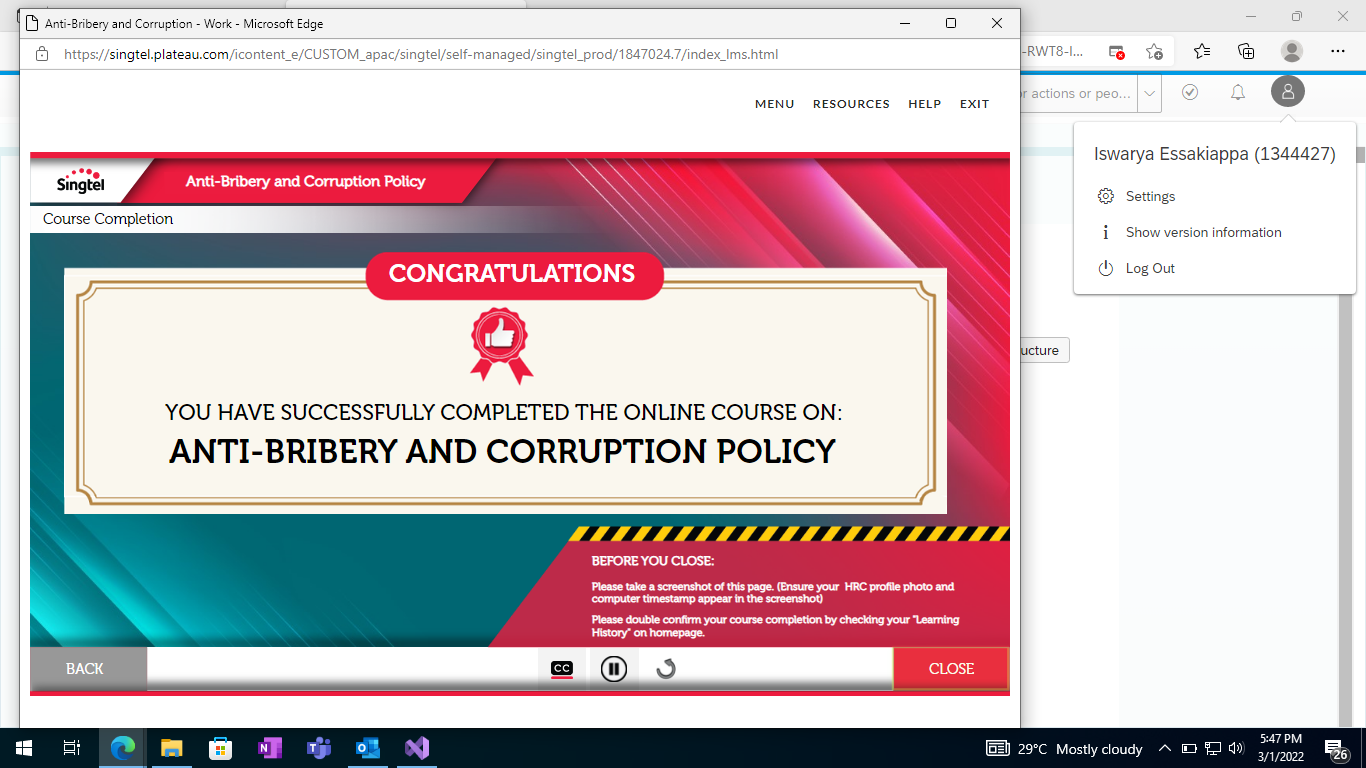 Anti-Bribery and Corruption - Work - Microsoft Edge
https://singtel.plateau.com/icontent_e/CUSTOM_apac/singtel/self-managed/singtel_prod/1847024.7/index_lms.html
-RWT8-I...
MENU RESOURCES HELP EXIT
or actions or peo...
Iswarya Essakiappa (1344427)
Settings
Show version information
Log Out
ucture
Singtel
Anti-Bribery and Corruption Policy
Course Completion
CONGRATULATIONS
YOU HAVE SUCCESSFULLY COMPLETED THE ONLINE COURSE ON:
ANTI-BRIBERY AND CORRUPTION POLICY
BEFORE YOU CLOSE:
Please take a screenshot of this page. (Ensure your HRC profile photo and
computer timestamp appear in the screenshot)
Please double confirm your course completion by checking your "Learning
History" on homepage.
BACK
CC
CLOSE
29°C Mostly cloudy
5:47 PM
3/1/2022
26